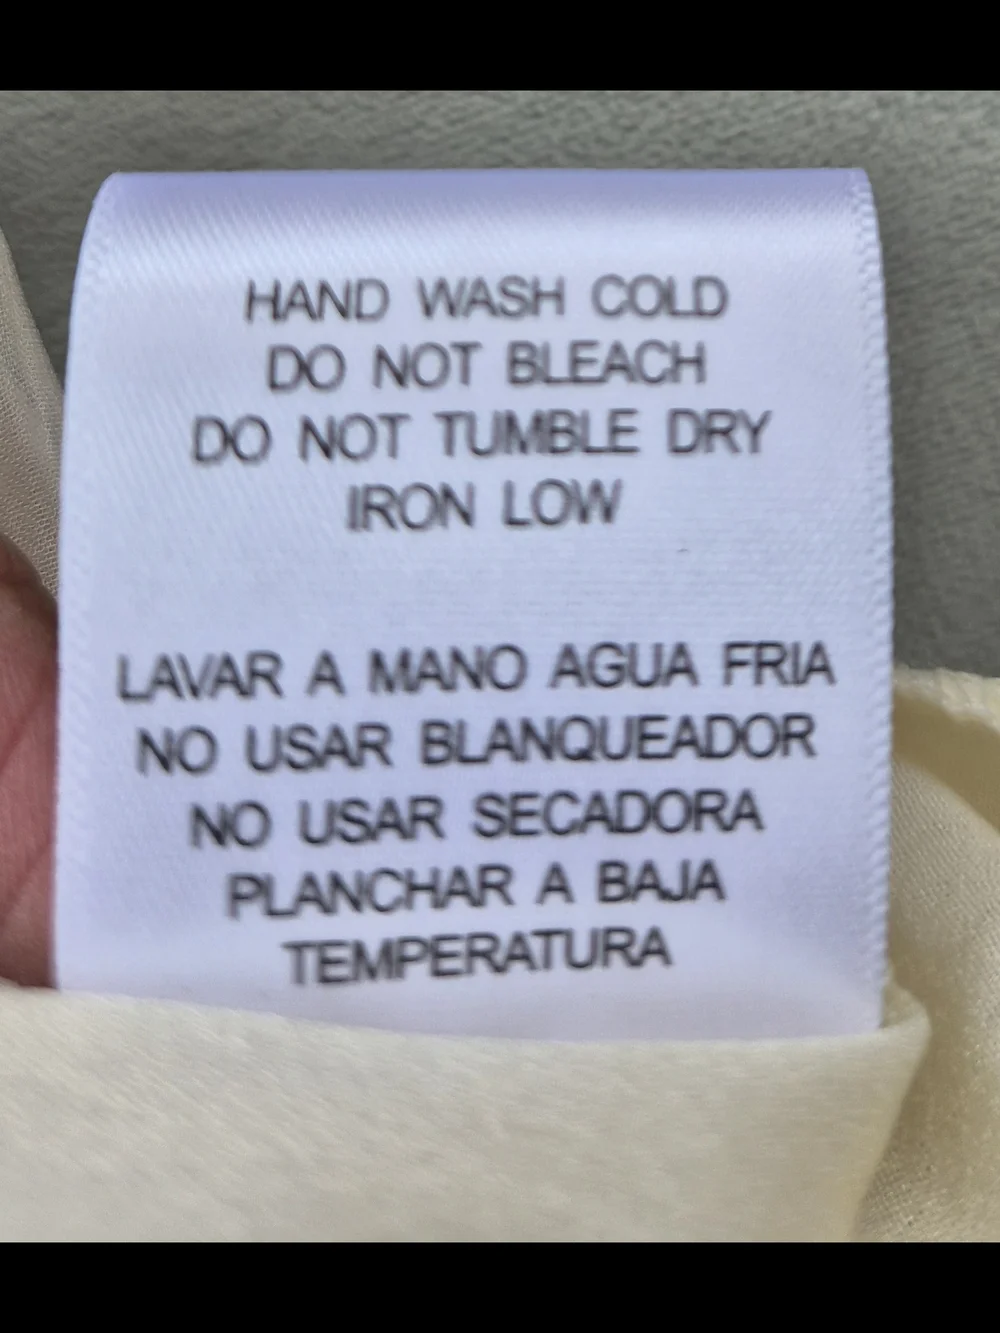 HAND WASH COLD
DO NOT BLEACH
DO NOT TUMBLE DRY
IRON LOW
LAVAR A MANO AGUA FRIA
NO USAR BLANQUEADOR
NO USAR SECADORA
PLANCHAR A BAJA
TEMPERATURA